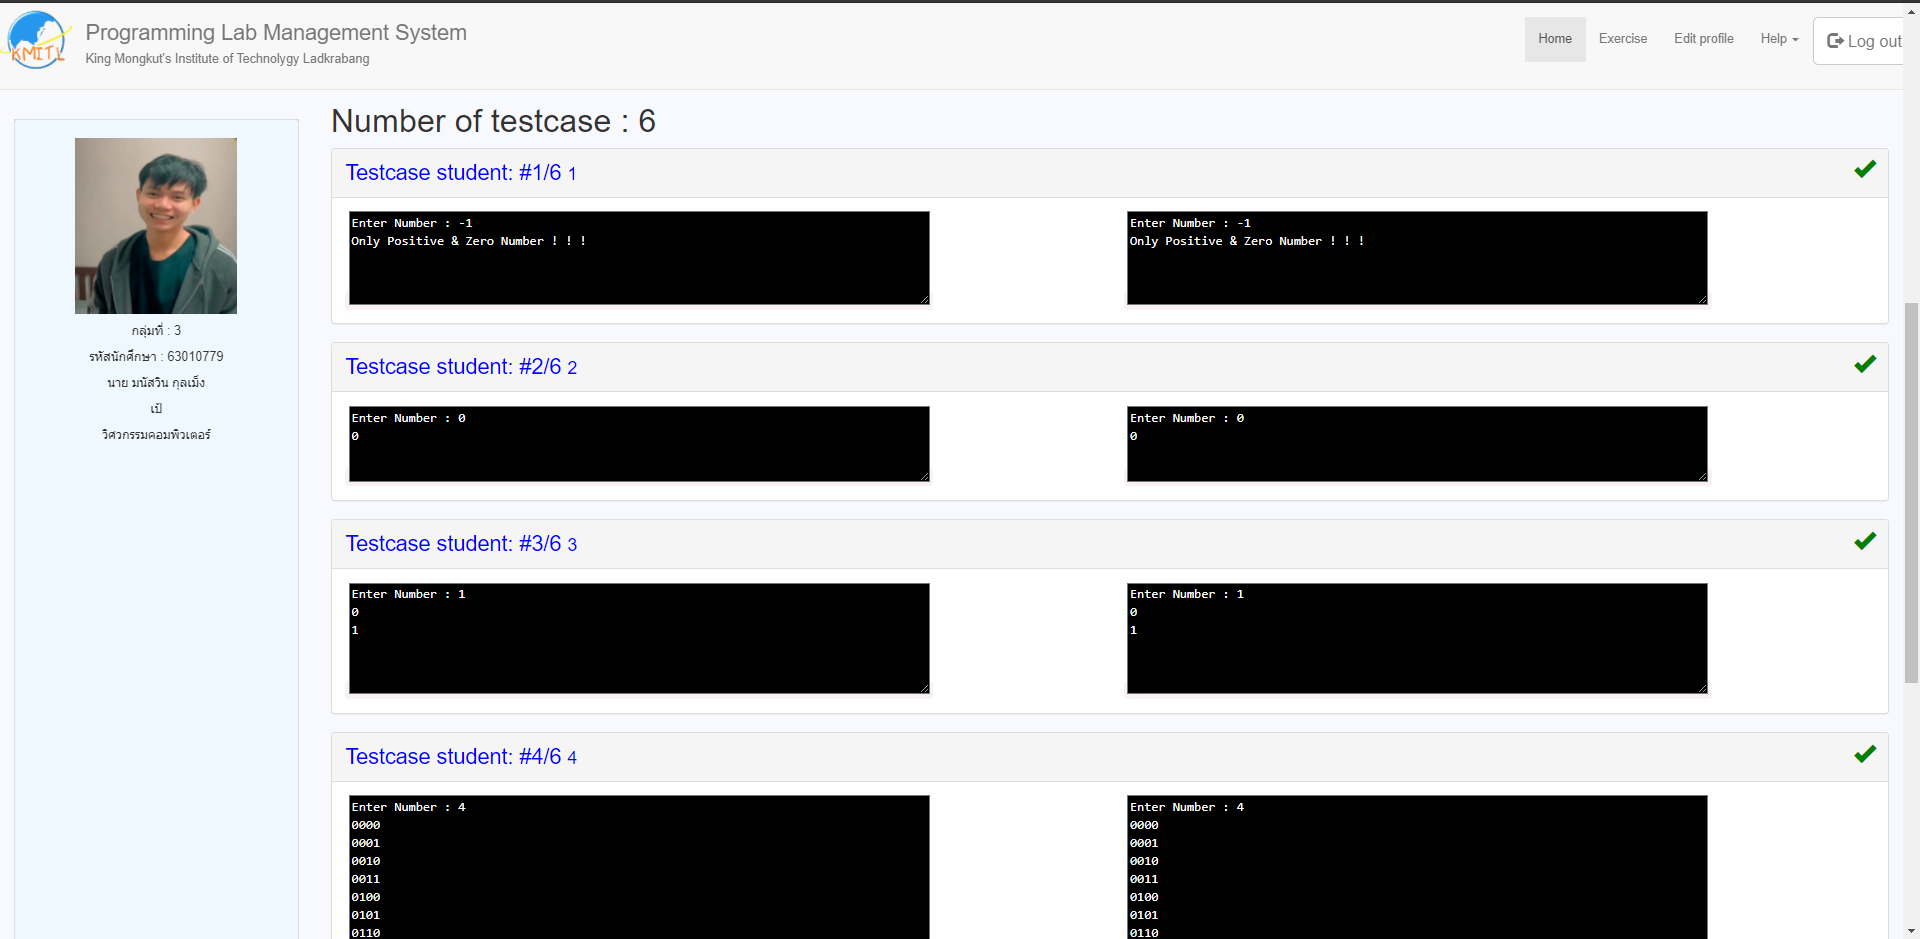 KMITL
Programming Lab Management System
King Mongkut's Institute of Technolygy Ladkrabang
Home
Exercise
Edit profile
Help
Log out
กลุ่มที่ : 3
รหัสนักศึกษา : 63010779
นาย มนัสวิน กุลเม็ง
เป้
วิศวกรรมคอมพิวเตอร์
Number of testcase : 6
Testcase student: #1/6 1
Enter Number : -1
Only Positive & Zero Number ! ! !
Enter Number : -1
Only Positive & Zero Number ! ! !
Testcase student: #2/6 2
Enter Number : 0
0
Enter Number : 0
0
Testcase student: #3/6 3
Enter Number : 1
0
1
Enter Number : 1
0
1
Testcase student: #4/6 4
Enter Number : 4
0000
0001
0010
0011
0100
0101
0110
Enter Number : 4
0000
0001
0010
0011
0100
0101
0110